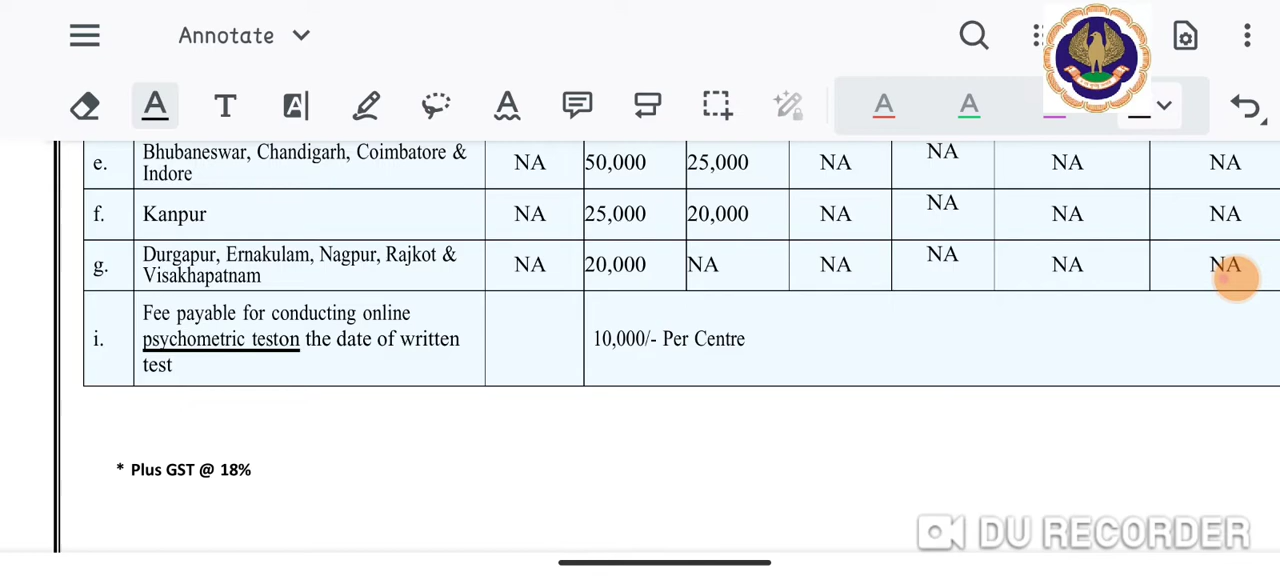 Annotate
A T A A A A
e. Bhubaneswar, Chandigarh, Coimbatore & Indore NA 50,000 25,000 NA NA NA NA
f. Kanpur NA 25,000 20,000 NA NA NA NA
g. Durgapur, Ernakulam, Nagpur, Rajkot & Visakhapatnam NA 20,000 NA NA NA NA NA
i. Fee payable for conducting online psychometric teston the date of written test 10,000/- Per Centre
* Plus GST @ 18%
DU RECORDER